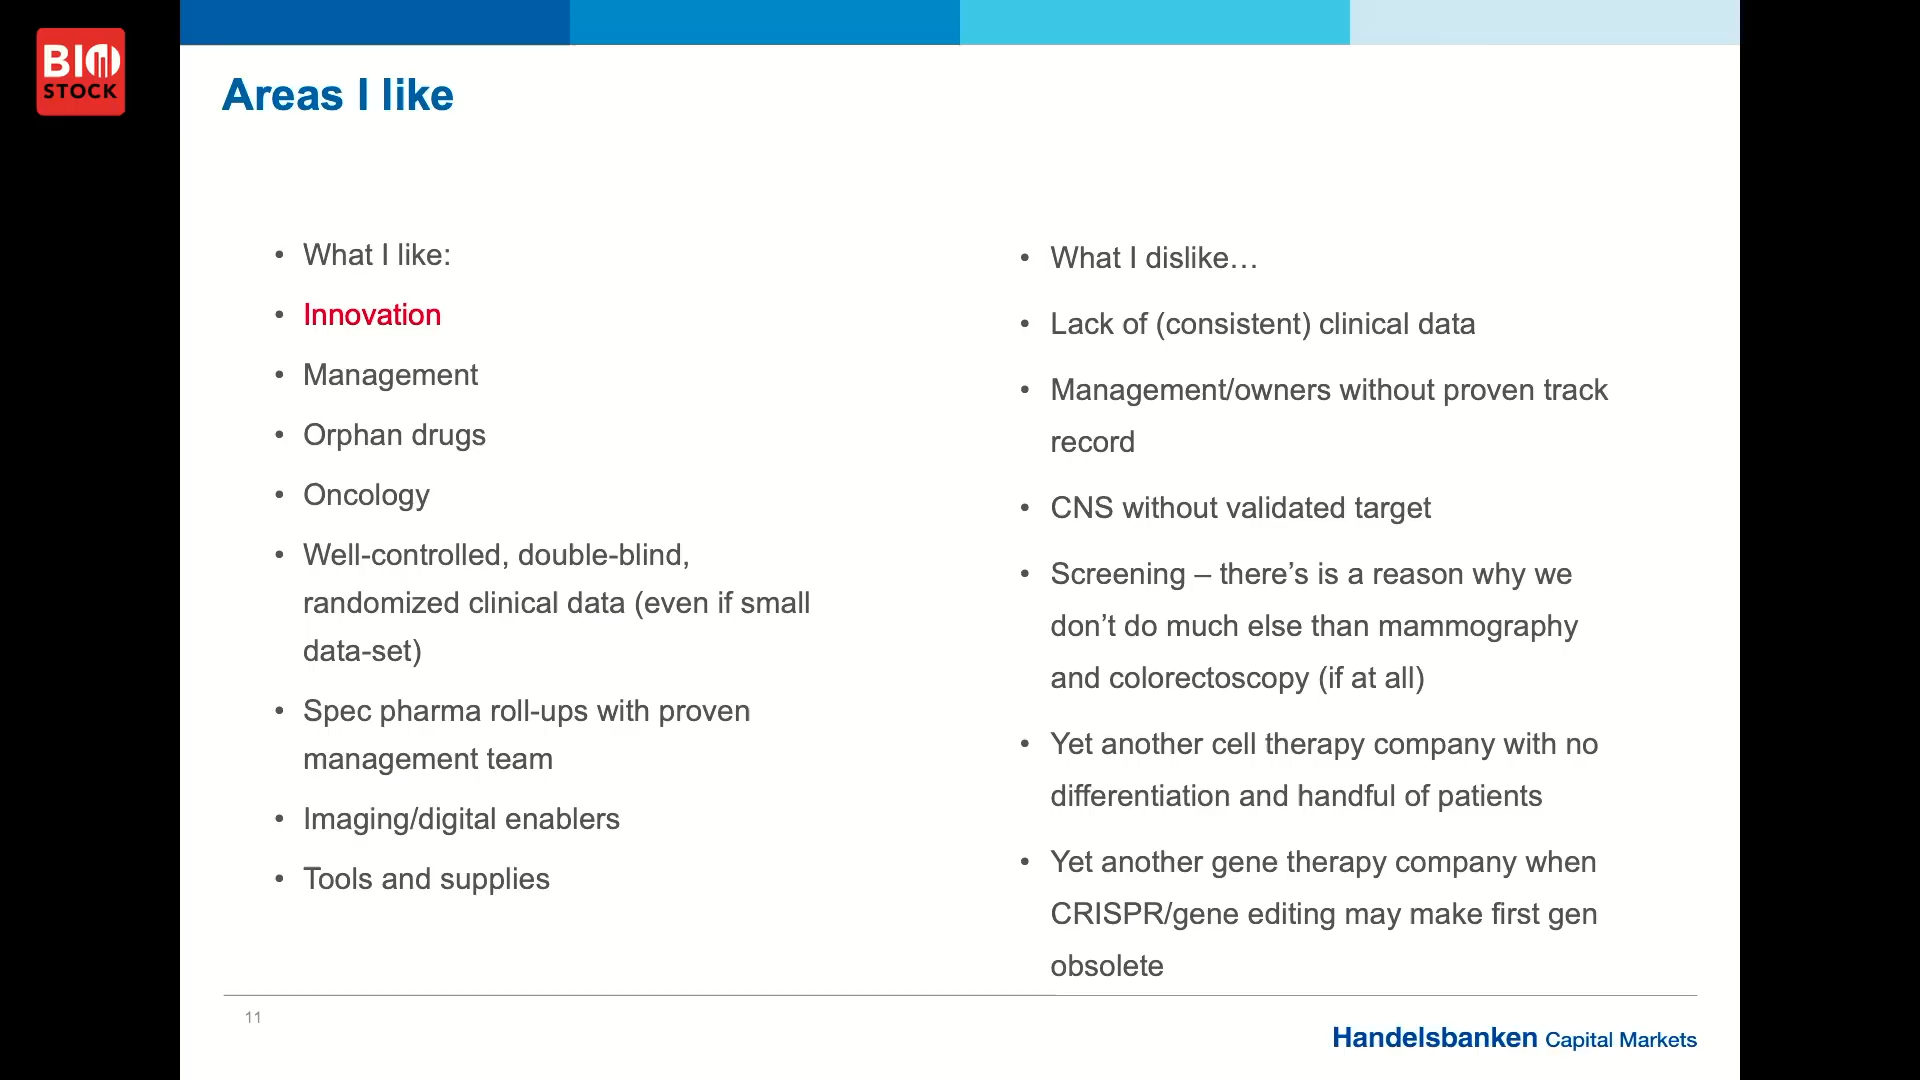 BIO
STOCK
Areas I like
• What I like:
• Innovation
• Management
• Orphan drugs
• Oncology
• Well-controlled, double-blind,
randomized clinical data (even if small
data-set)
• Spec pharma roll-ups with proven
management team
• Imaging/digital enablers
• Tools and supplies
• What I dislike…
• Lack of (consistent) clinical data
• Management/owners without proven track
record
• CNS without validated target
• Screening – there’s is a reason why we
don’t do much else than mammography
and colorectoscopy (if at all)
• Yet another cell therapy company with no
differentiation and handful of patients
• Yet another gene therapy company when
CRISPR/gene editing may make first gen
obsolete
11
Handelsbanken Capital Markets